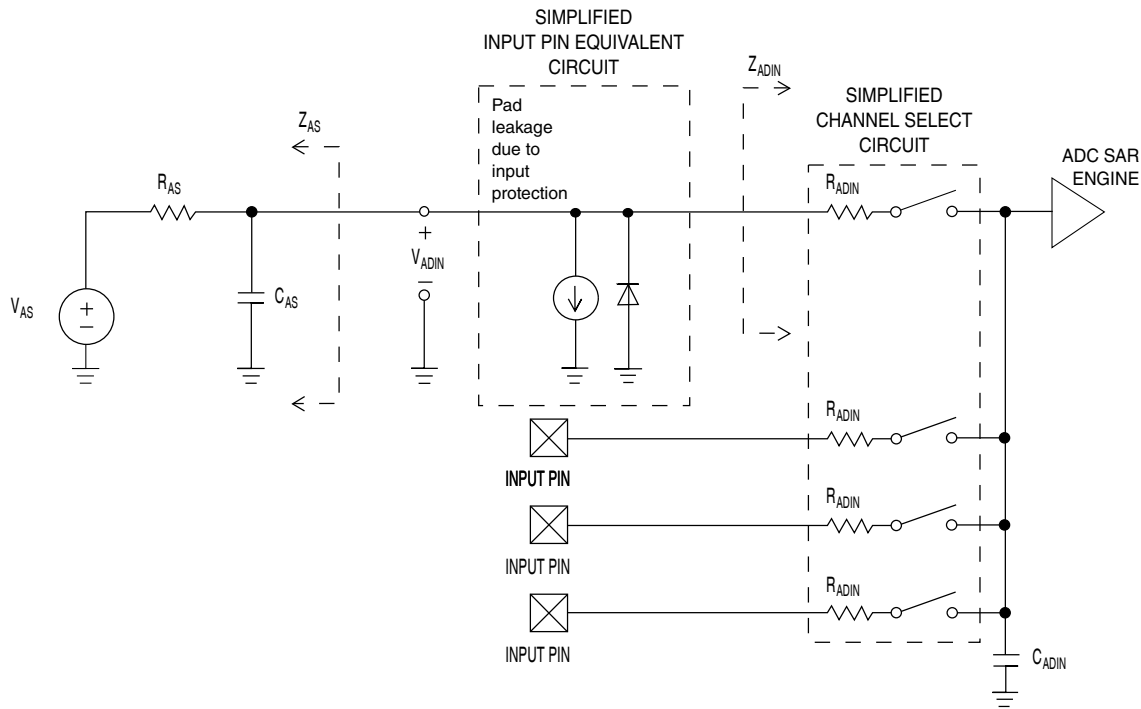 SIMPLIFIED
INPUT PIN EQUIVALENT
CIRCUIT
Pad
leakage
due to
input
protection
Z_ADIN
SIMPLIFIED
CHANNEL SELECT
CIRCUIT
ADC SAR
ENGINE
Z_AS
R_AS
R_ADIN
+
V_ADIN
–
C_AS
V_AS
+
–
R_ADIN
INPUT PIN
R_ADIN
INPUT PIN
R_ADIN
INPUT PIN
C_ADIN